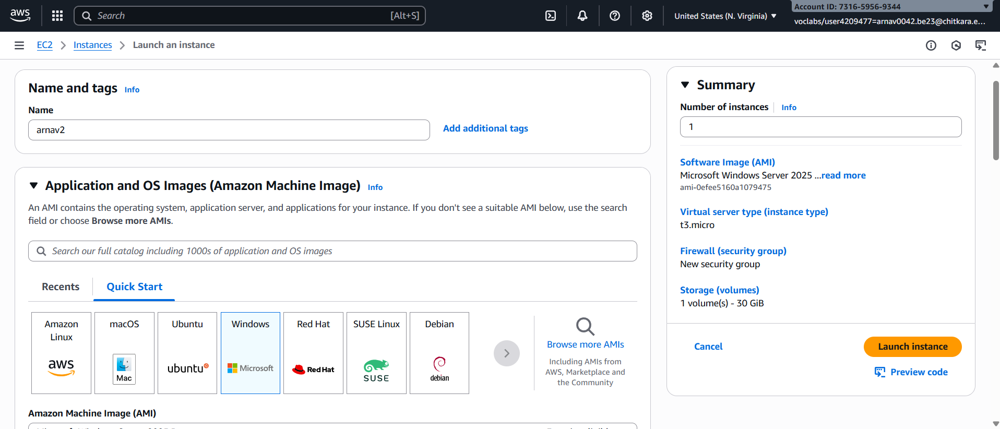 aws
Search [Alt+S]
United States (N. Virginia)
Account ID: 7316-5956-9344
voclabs/user4209477=arnav0042.be23@chitkara.e...
EC2 Instances Launch an instance
Name and tags Info
Name
arnav2
Add additional tags
Application and OS Images (Amazon Machine Image) Info
An AMI contains the operating system, application server, and applications for your instance. If you don't see a suitable AMI below, use the search
field or choose Browse more AMIs.
Search our full catalog including 1000s of application and OS images
Recents
Quick Start
Amazon
Linux
aws
macOS
Mac
Ubuntu
ubuntu
Windows
Microsoft
Red Hat
Red Hat
SUSE Linux
SUSE
Debian
debian
Browse more AMIs
Including AMIs from
AWS, Marketplace and
the Community
Amazon Machine Image (AMI)
Summary
Number of instances Info
1
Software Image (AMI)
Microsoft Windows Server 2025 ...read more
ami-0efee5160a1079475
Virtual server type (instance type)
t3.micro
Firewall (security group)
New security group
Storage (volumes)
1 volume(s) - 30 GiB
Cancel
Launch instance
Preview code